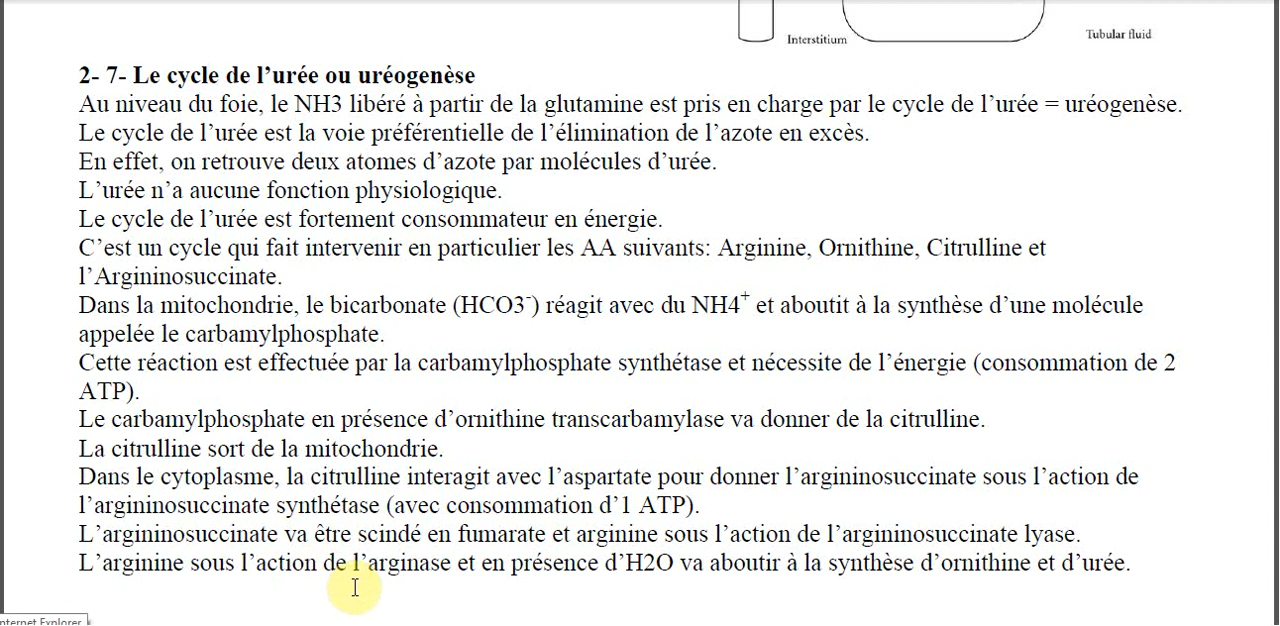 Interstitium
Tubular fluid
2- 7- Le cycle de l’urée ou uréogenèse
Au niveau du foie, le NH3 libéré à partir de la glutamine est pris en charge par le cycle de l’urée = uréogenèse.
Le cycle de l’urée est la voie préférentielle de l’élimination de l’azote en excès.
En effet, on retrouve deux atomes d’azote par molécules d’urée.
L’urée n’a aucune fonction physiologique.
Le cycle de l’urée est fortement consommateur en énergie.
C’est un cycle qui fait intervenir en particulier les AA suivants: Arginine, Ornithine, Citrulline et
l’Argininosuccinate.
Dans la mitochondrie, le bicarbonate (HCO3⁻) réagit avec du NH4⁺ et aboutit à la synthèse d’une molécule
appelée le carbamylphosphate.
Cette réaction est effectuée par la carbamylphosphate synthétase et nécessite de l’énergie (consommation de 2
ATP).
Le carbamylphosphate en présence d’ornithine transcarbamylase va donner de la citrulline.
La citrulline sort de la mitochondrie.
Dans le cytoplasme, la citrulline interagit avec l’aspartate pour donner l’argininosuccinate sous l’action de
l’argininosuccinate synthétase (avec consommation d’1 ATP).
L’argininosuccinate va être scindé en fumarate et arginine sous l’action de l’argininosuccinate lyase.
L’arginine sous l’action de l’arginase et en présence d’H2O va aboutir à la synthèse d’ornithine et d’urée.
nternet Explorer